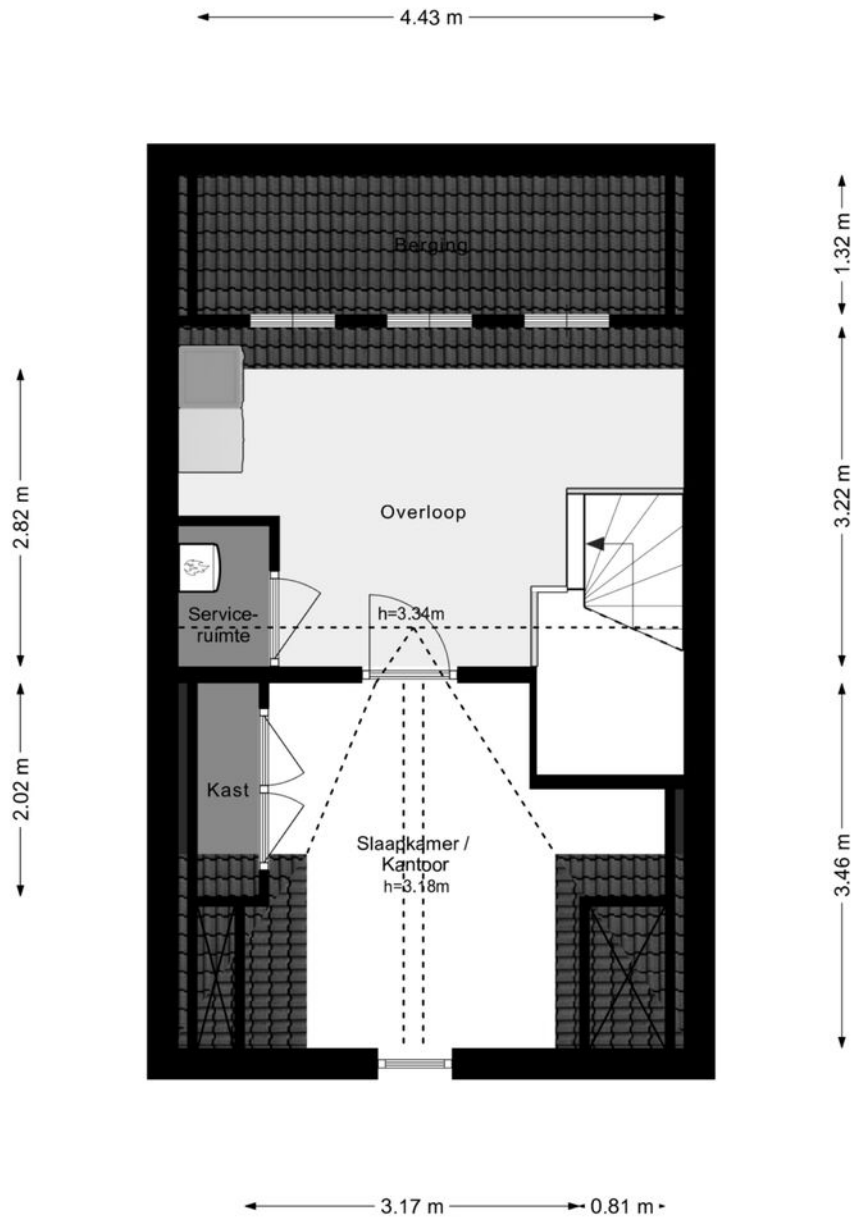 4.43 m
1.32 m
Berging
2.82 m
3.22 m
Overloop
Service-
ruimte
h=3.34m
2.02 m
Kast
Slaapkamer /
Kantoor
h=3.18m
3.46 m
3.17 m
0.81 m